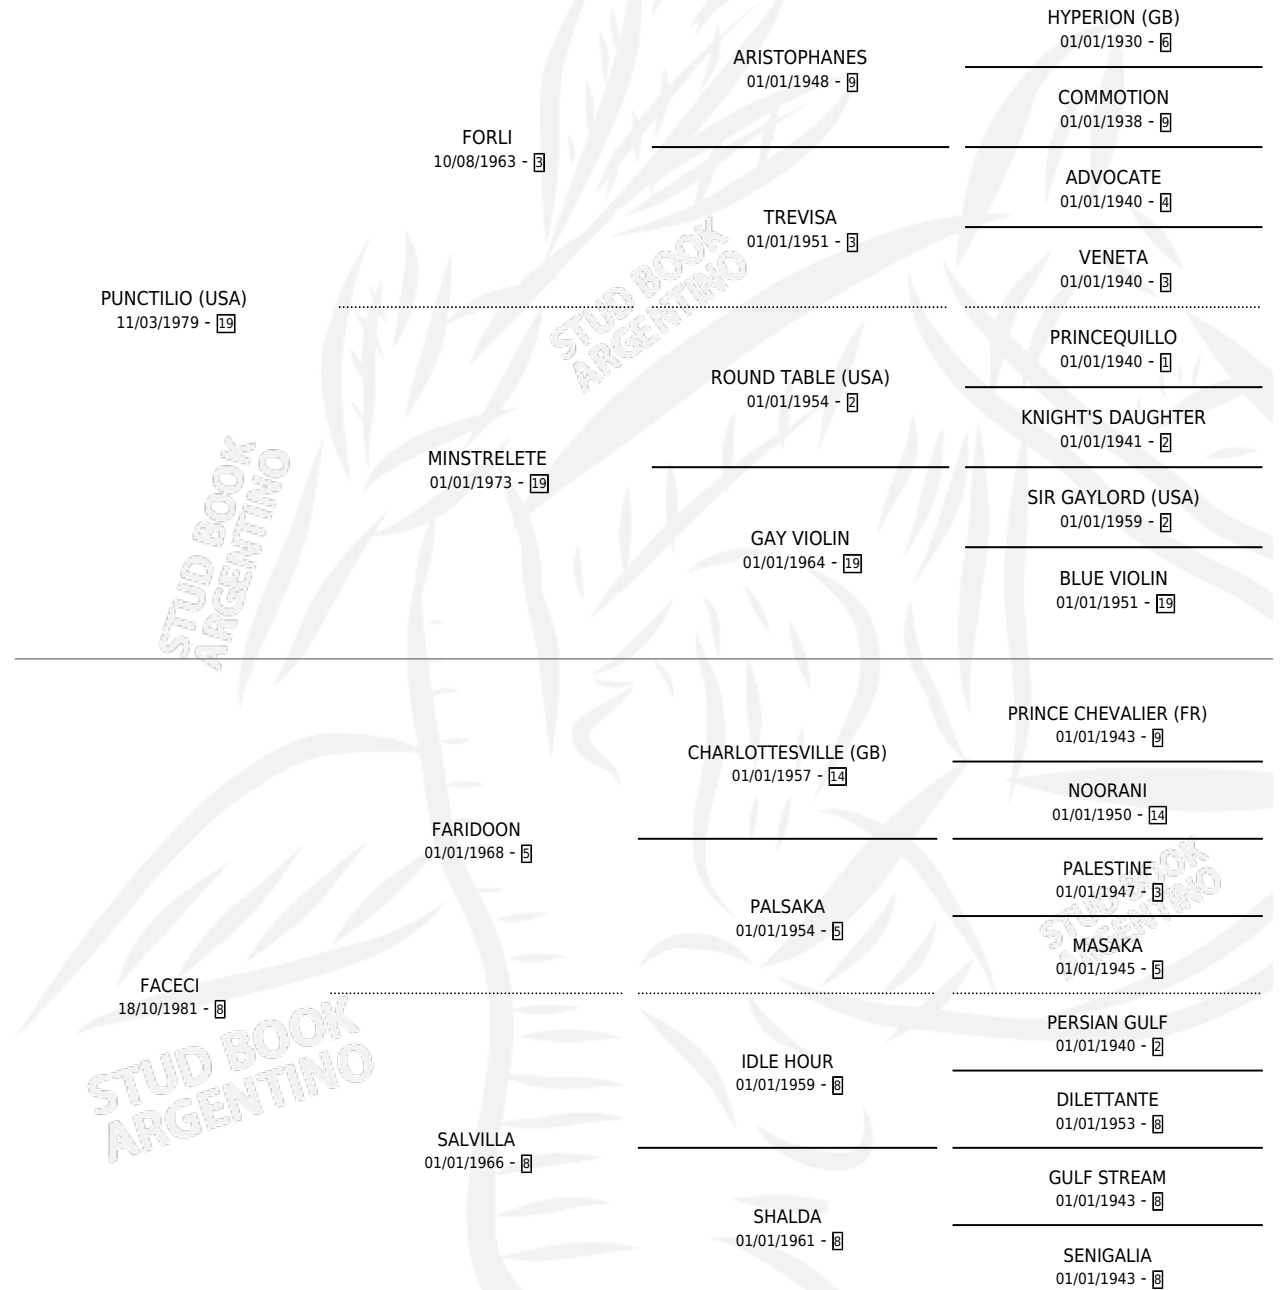 HYPERION (GB)
01/01/1930 - 6
ARISTOPHANES
01/01/1948 - 9
COMMOTION
01/01/1938 - 9
FORLI
10/08/1963 - 3
ADVOCATE
01/01/1940 - 4
TREVISA
01/01/1951 - 3
VENETA
01/01/1940 - 3
PUNCTILIO (USA)
11/03/1979 - 19
PRINCEQUILLO
01/01/1940 - 1
ROUND TABLE (USA)
01/01/1954 - 2
KNIGHT'S DAUGHTER
01/01/1941 - 2
MINSTRELETE
01/01/1973 - 19
SIR GAYLORD (USA)
01/01/1959 - 2
GAY VIOLIN
01/01/1964 - 19
BLUE VIOLIN
01/01/1951 - 19
STUD BOOK
ARGENTINO
STUD BOOK
ARGENTINO
PRINCE CHEVALIER (FR)
01/01/1943 - 9
CHARLOTTESVILLE (GB)
01/01/1957 - 14
NOORANI
01/01/1950 - 14
FARIDOON
01/01/1968 - 5
PALESTINE
01/01/1947 - 3
PALSAKA
01/01/1954 - 5
MASAKA
01/01/1945 - 5
FACECI
18/10/1981 - 8
PERSIAN GULF
01/01/1940 - 2
IDLE HOUR
01/01/1959 - 8
DILETTANTE
01/01/1953 - 8
SALVILLA
01/01/1966 - 8
GULF STREAM
01/01/1943 - 8
SHALDA
01/01/1961 - 8
SENIGALIA
01/01/1943 - 8
STUD BOOK
ARGENTINO
STUD BOOK
ARGENTINO